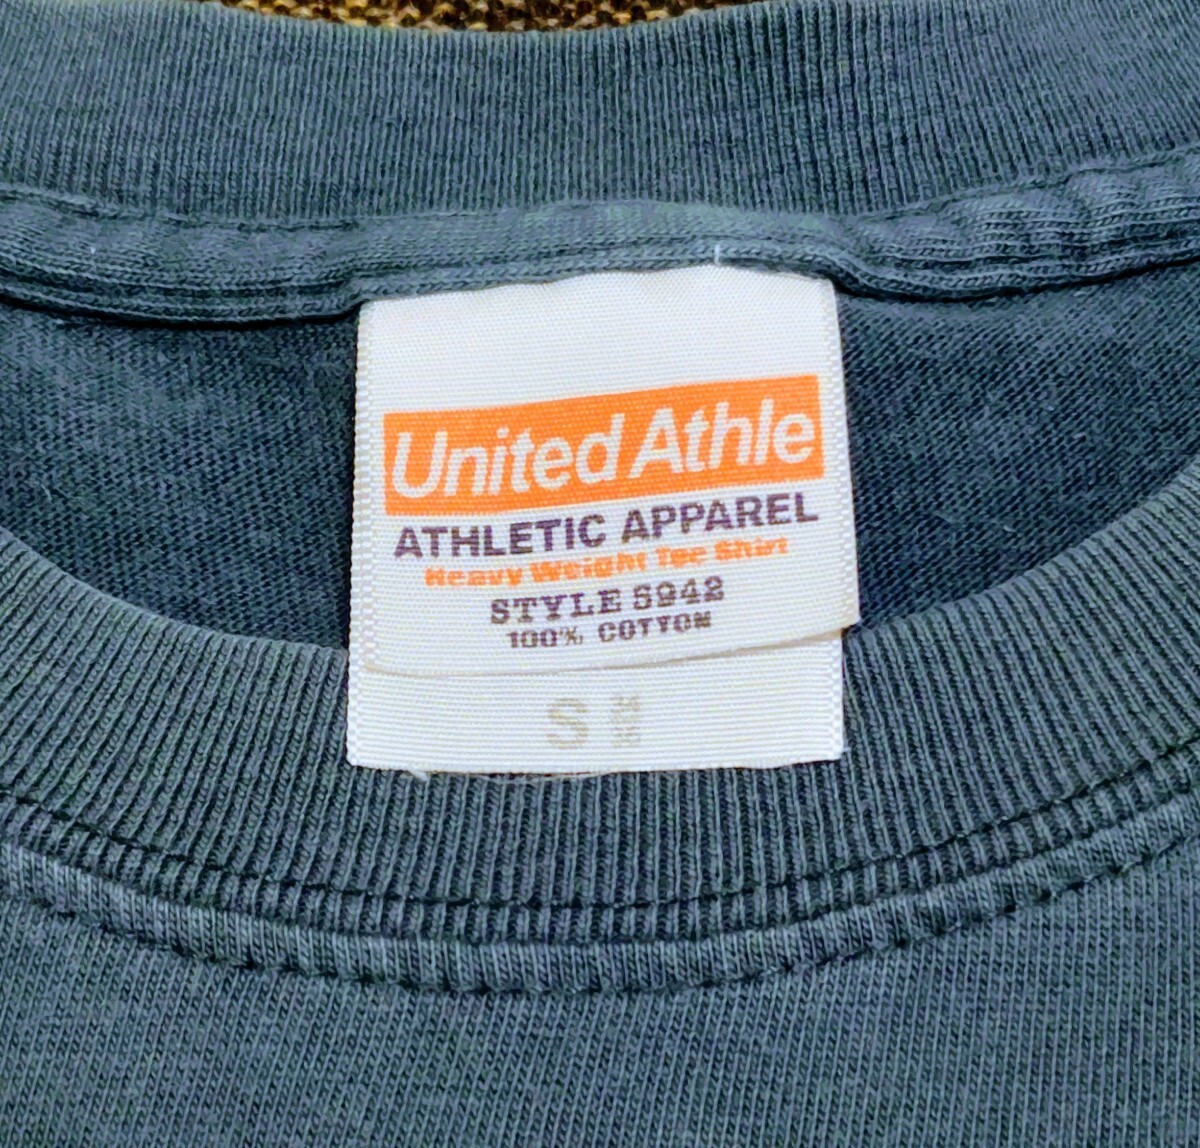 United Athle
ATHLETIC APPAREL
Heavy Weight Tee Shirt
STYLE 5942
100% COTTON
S